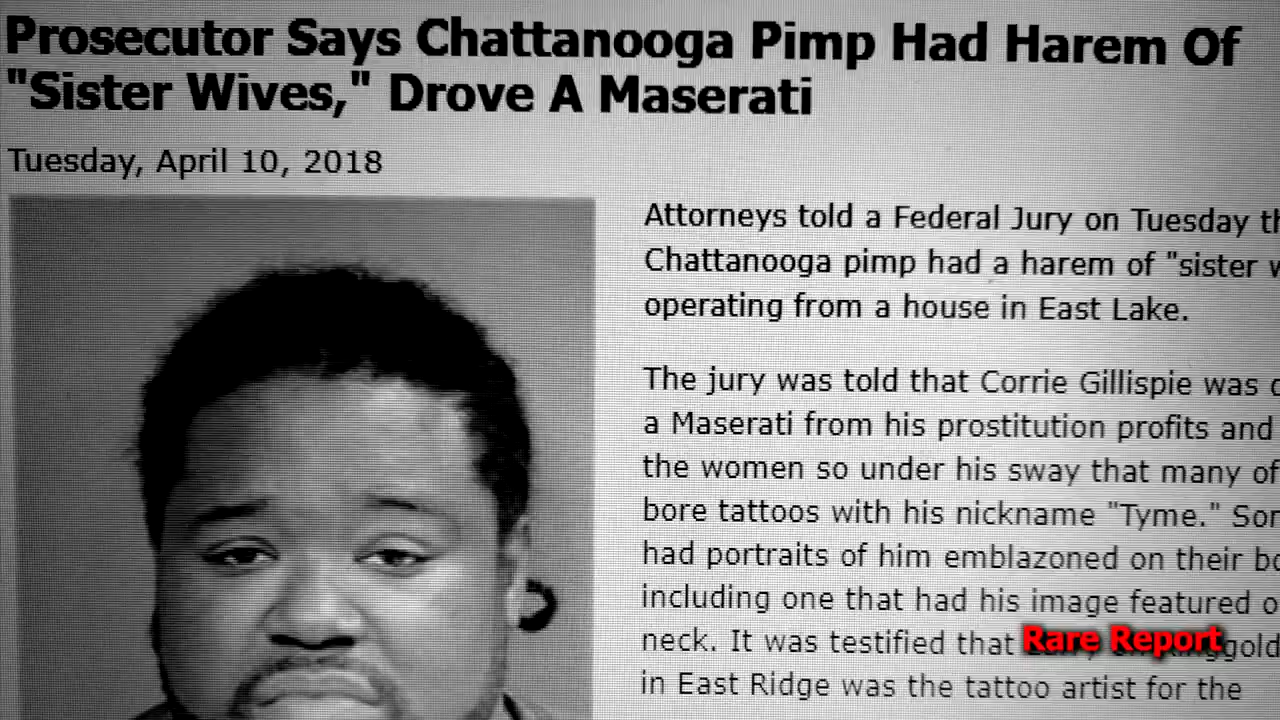 Prosecutor Says Chattanooga Pimp Had Harem Of
"Sister Wives," Drove A Maserati
Tuesday, April 10, 2018
Attorneys told a Federal Jury on Tuesday
Chattanooga pimp had a harem of "sister
operating from a house in East Lake.
The jury was told that Corrie Gillispie was
a Maserati from his prostitution profits and
the women so under his sway that many of
bore tattoos with his nickname "Tyme."
had portraits of him emblazoned on their
including one that had his image featured
neck. It was testified that
Rare Report
in East Ridge was the tattoo artist for the